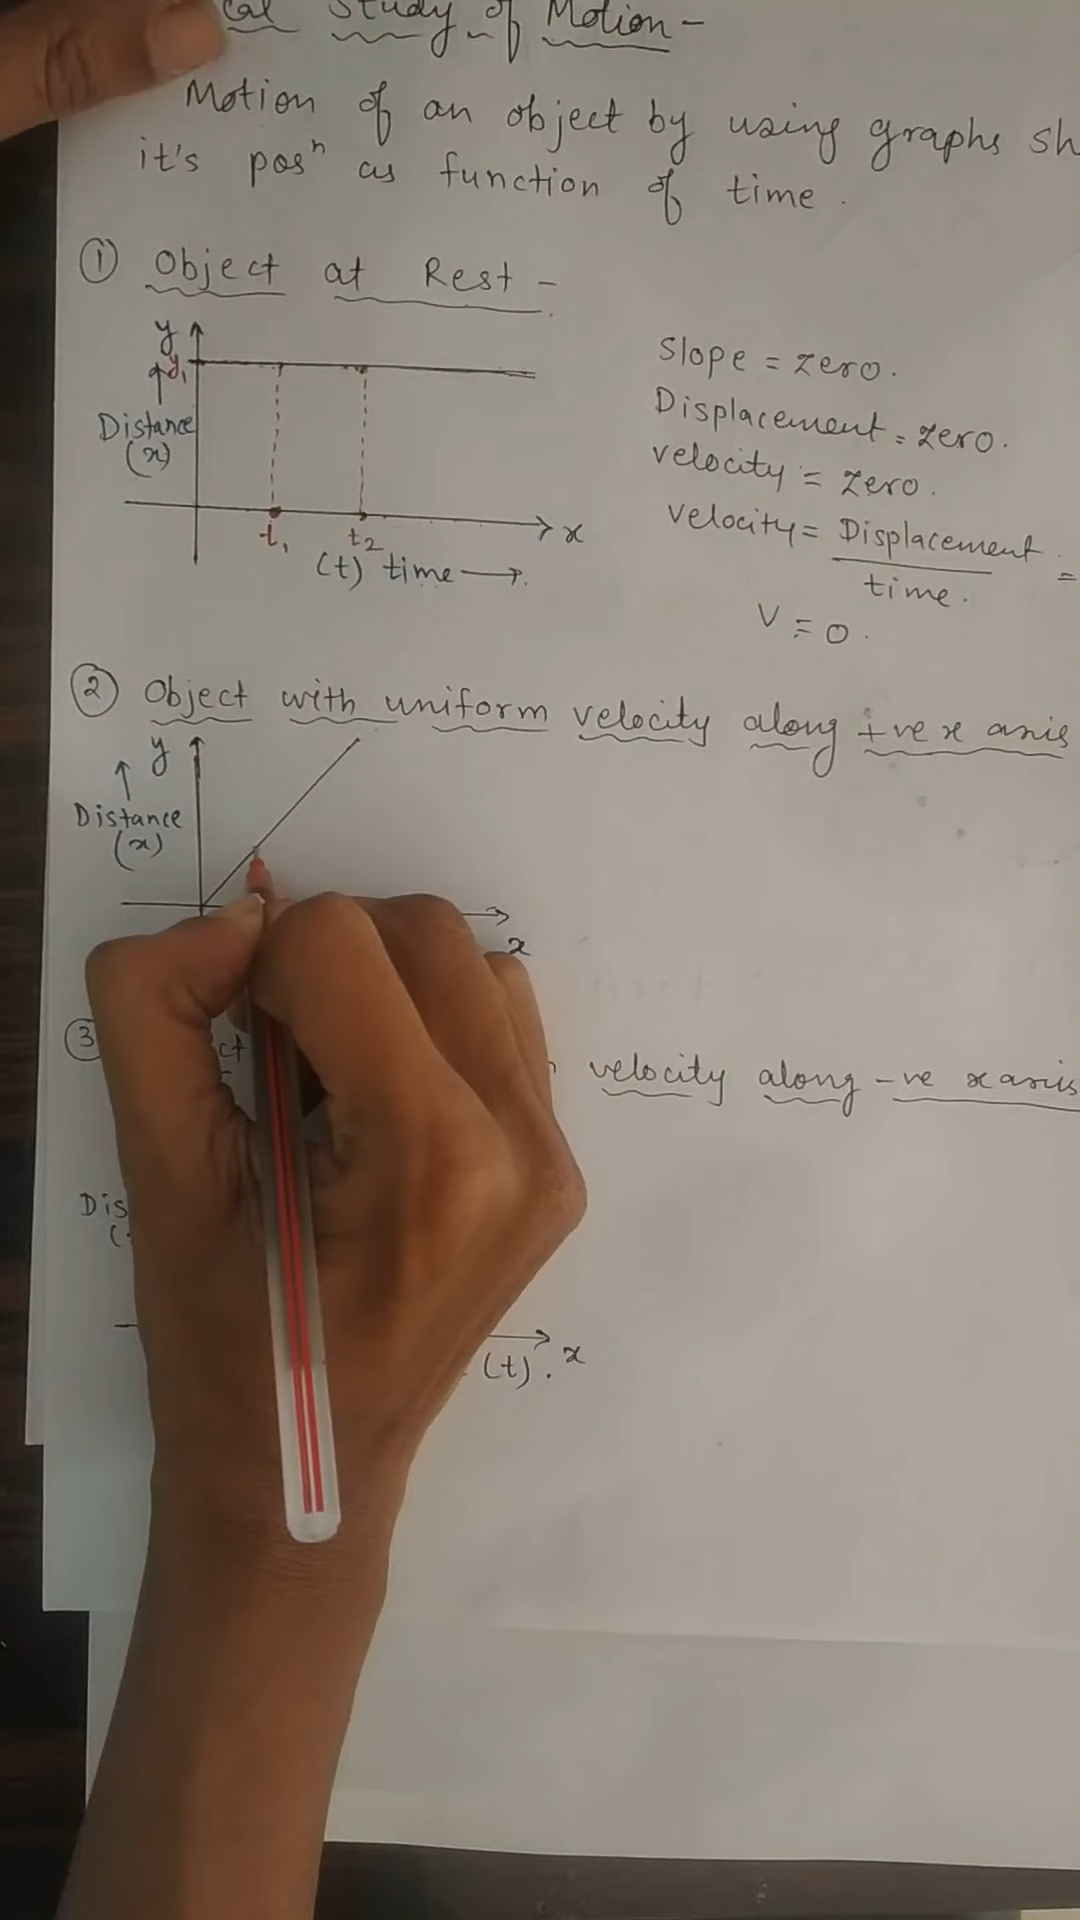 Study of Motion -
Motion of an object by using graphs sh
it's posⁿ as function of time.
① Object at Rest -
y
y₁
Distance
(x)
t₁ t₂
x
(t) time →
Slope = zero.
Displacement = zero.
velocity = zero.
velocity = Displacement =
time.
V = 0.
② Object with uniform velocity along +ve x axis
y
↑
Distance
(x)
x
③ velocity along -ve x axis
Dis
(t). x